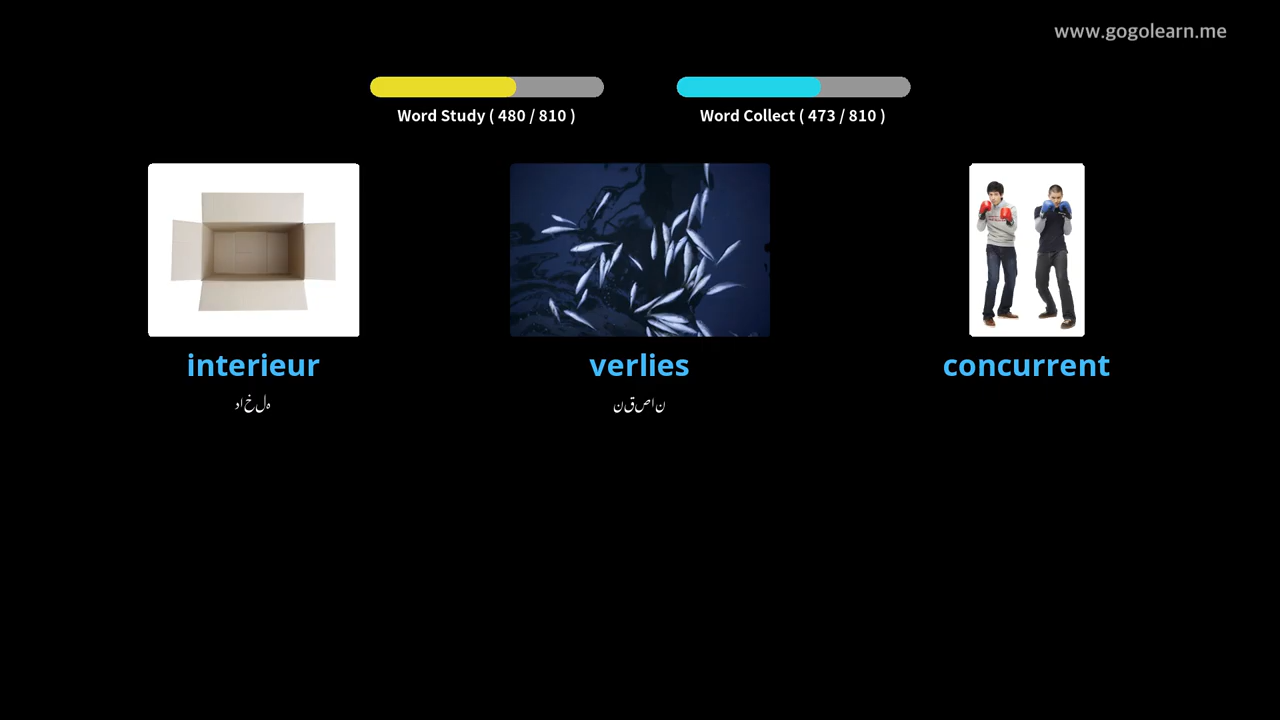 www.gogolearn.me
Word Study ( 480 / 810 )
Word Collect ( 473 / 810 )
interieur
داخلہ
verlies
نقصان
concurrent